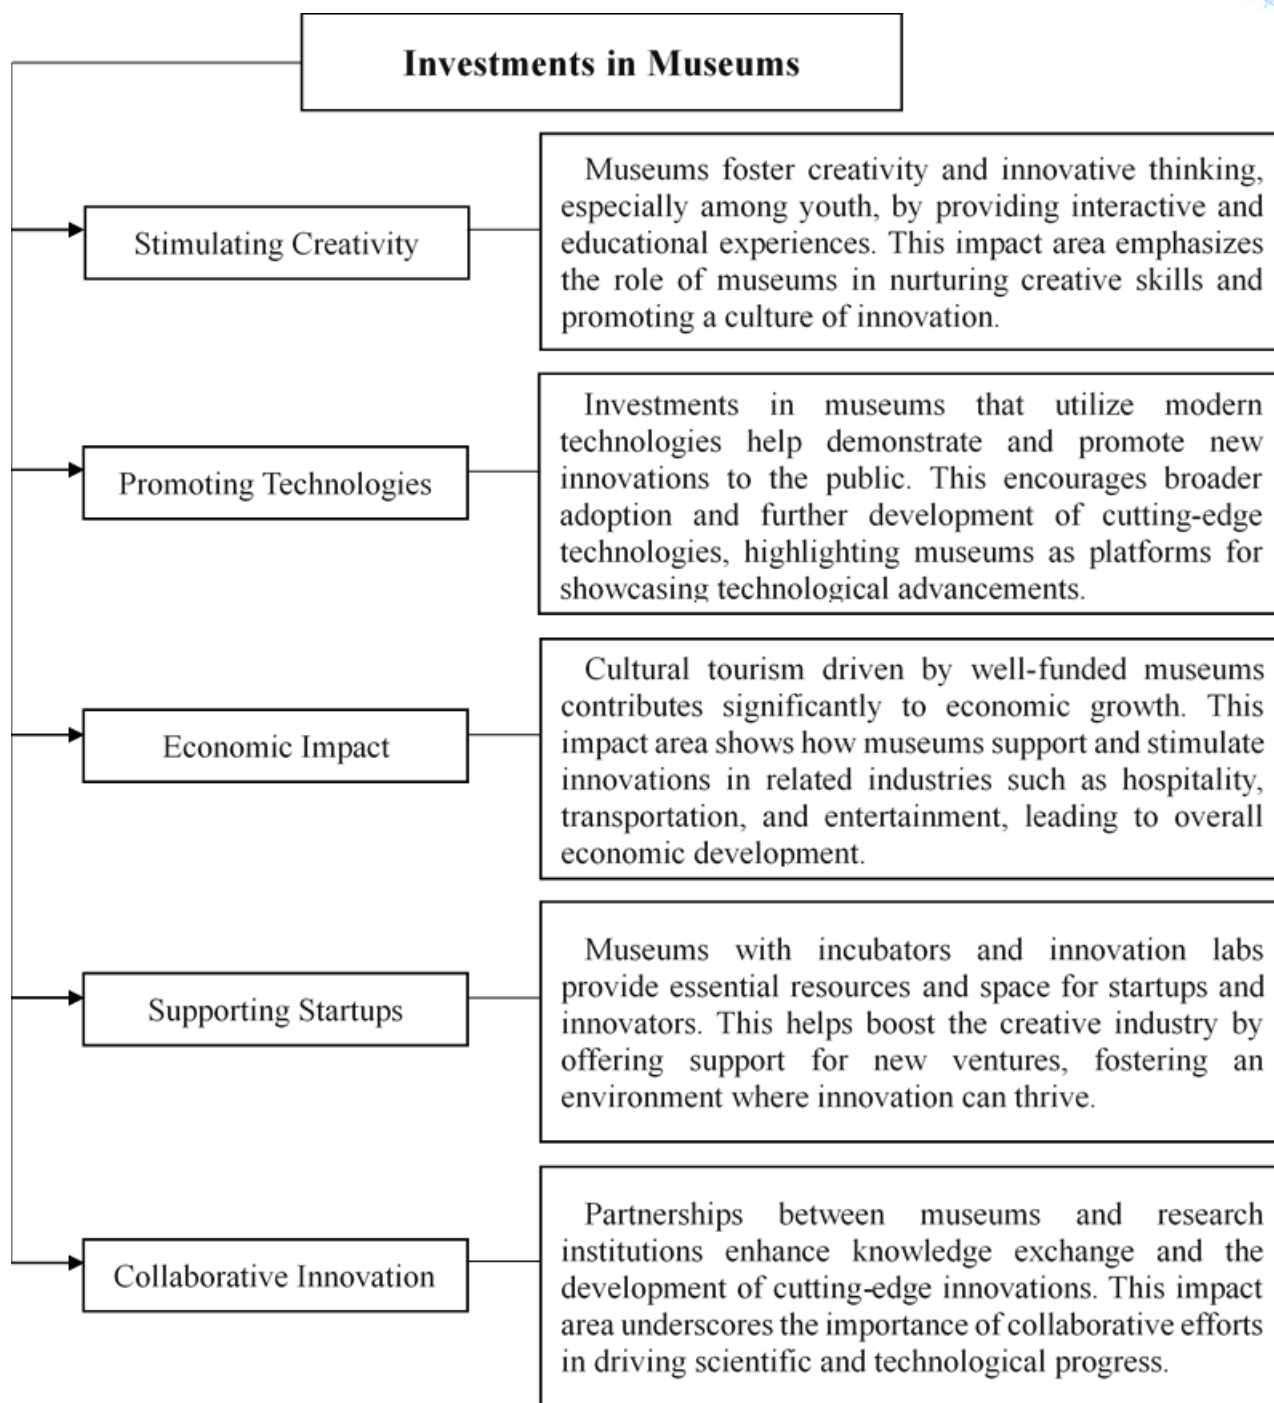 Investments in Museums
Stimulating Creativity
Museums foster creativity and innovative thinking,
especially among youth, by providing interactive and
educational experiences. This impact area emphasizes
the role of museums in nurturing creative skills and
promoting a culture of innovation.
Promoting Technologies
Investments in museums that utilize modern
technologies help demonstrate and promote new
innovations to the public. This encourages broader
adoption and further development of cutting-edge
technologies, highlighting museums as platforms for
showcasing technological advancements.
Economic Impact
Cultural tourism driven by well-funded museums
contributes significantly to economic growth. This
impact area shows how museums support and stimulate
innovations in related industries such as hospitality,
transportation, and entertainment, leading to overall
economic development.
Supporting Startups
Museums with incubators and innovation labs
provide essential resources and space for startups and
innovators. This helps boost the creative industry by
offering support for new ventures, fostering an
environment where innovation can thrive.
Collaborative Innovation
Partnerships between museums and research
institutions enhance knowledge exchange and the
development of cutting-edge innovations. This impact
area underscores the importance of collaborative efforts
in driving scientific and technological progress.